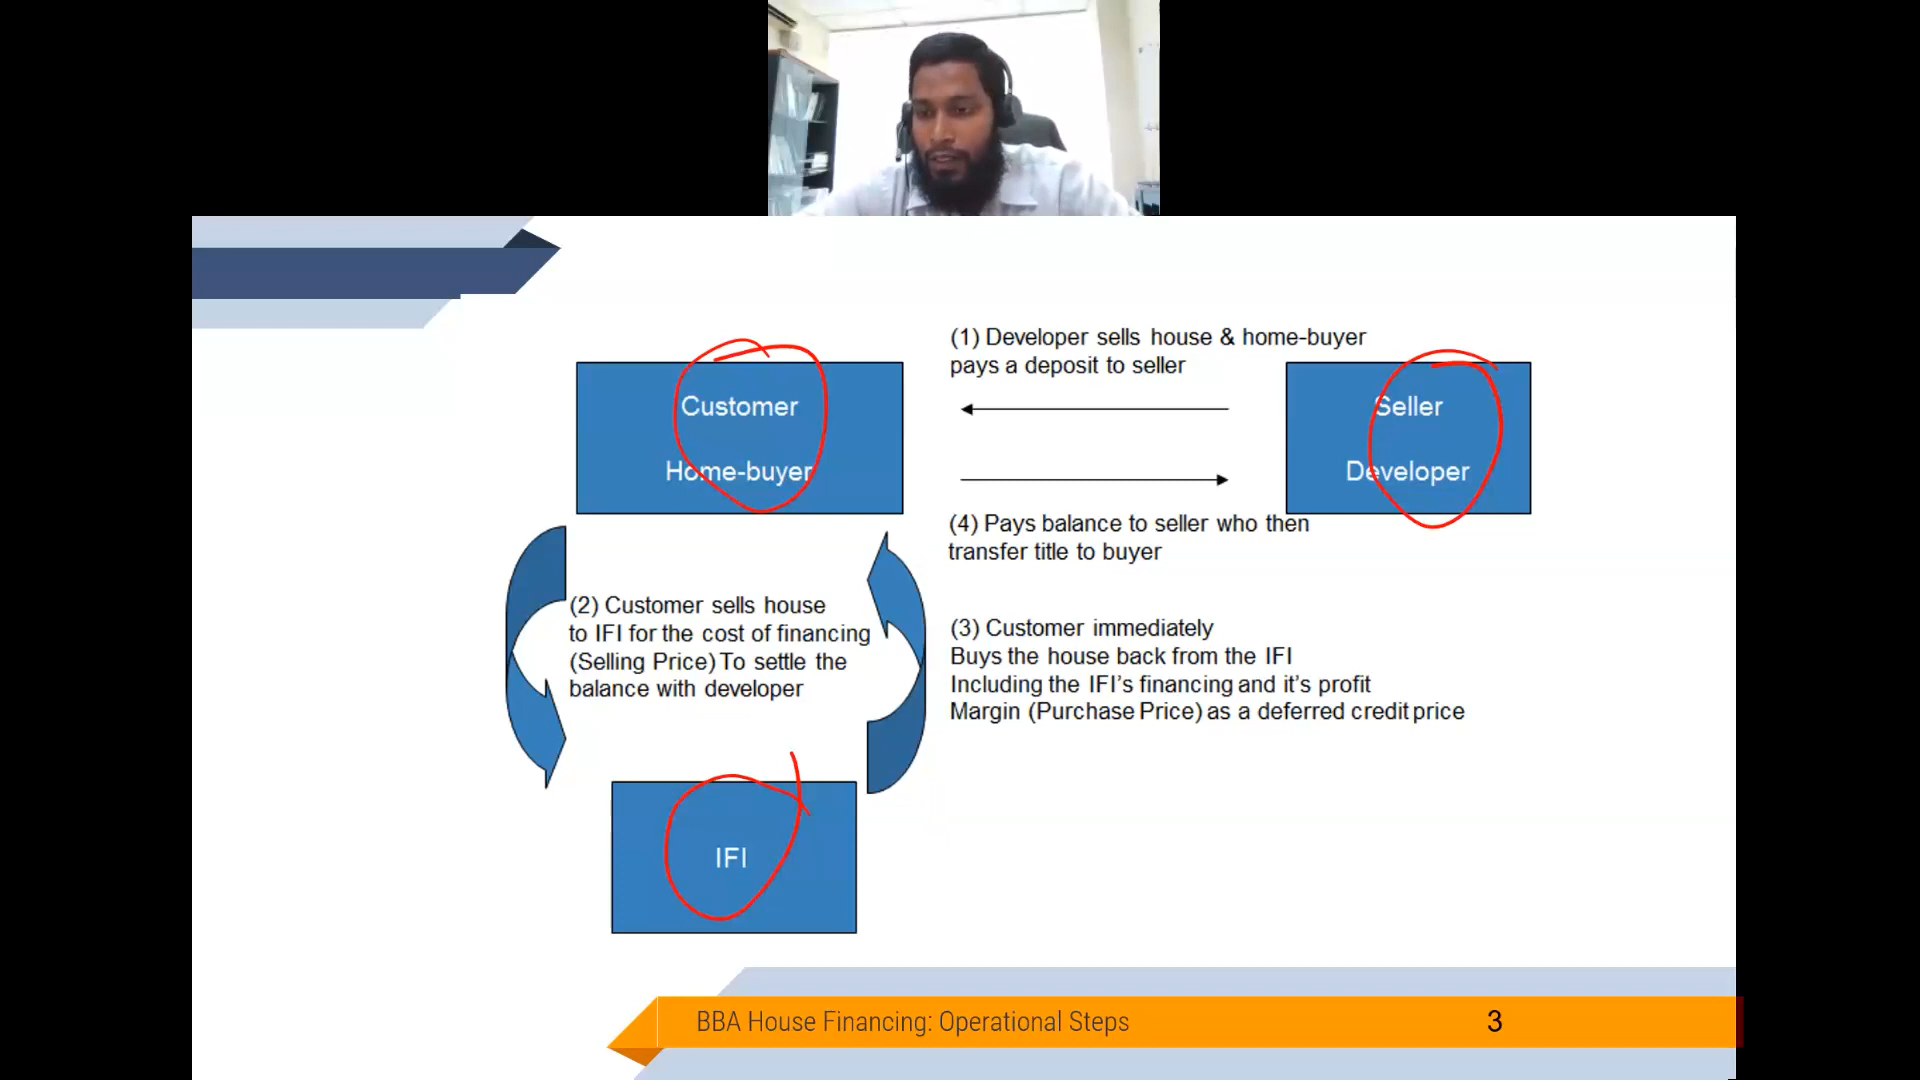 (1) Developer sells house & home-buyer
pays a deposit to seller
Customer
Home-buyer
Seller
Developer
(4) Pays balance to seller who then
transfer title to buyer
(2) Customer sells house
to IFI for the cost of financing
(Selling Price) To settle the
balance with developer
(3) Customer immediately
Buys the house back from the IFI
Including the IFI's financing and it's profit
Margin (Purchase Price) as a deferred credit price
IFI
BBA House Financing: Operational Steps
3